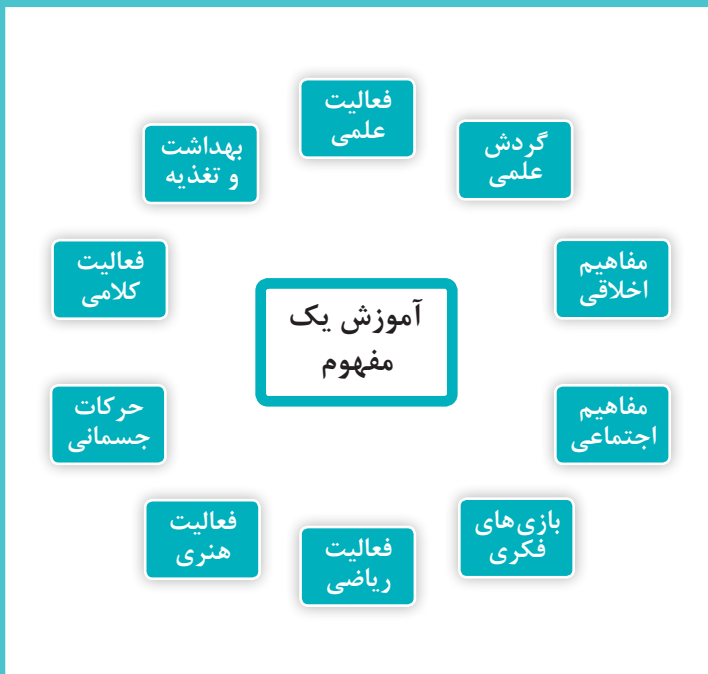 فعالیت
علمی
گردش
علمی
بهداشت
و تغذیه
مفاهیم
اخلاقی
فعالیت
کلامی
آموزش یک
مفهوم
مفاهیم
اجتماعی
حرکات
جسمانی
بازی‌های
فکری
فعالیت
هنری
فعالیت
ریاضی